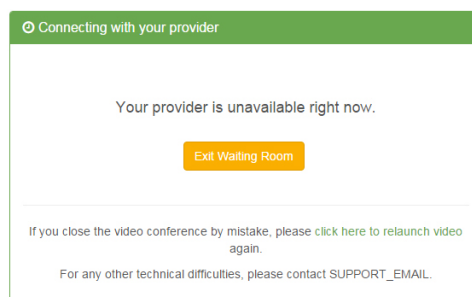 Connecting with your provider
Your provider is unavailable right now.
Exit Waiting Room
If you close the video conference by mistake, please click here to relaunch video
again.
For any other technical difficulties, please contact SUPPORT_EMAIL.